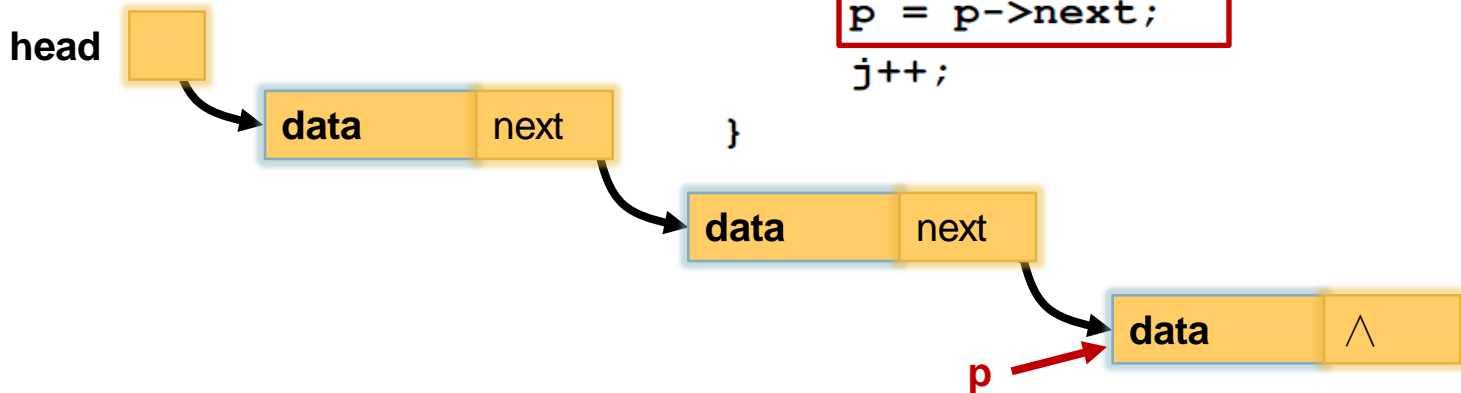 p = p->next;
head
j++;
data next
}
data next
data ∧
p